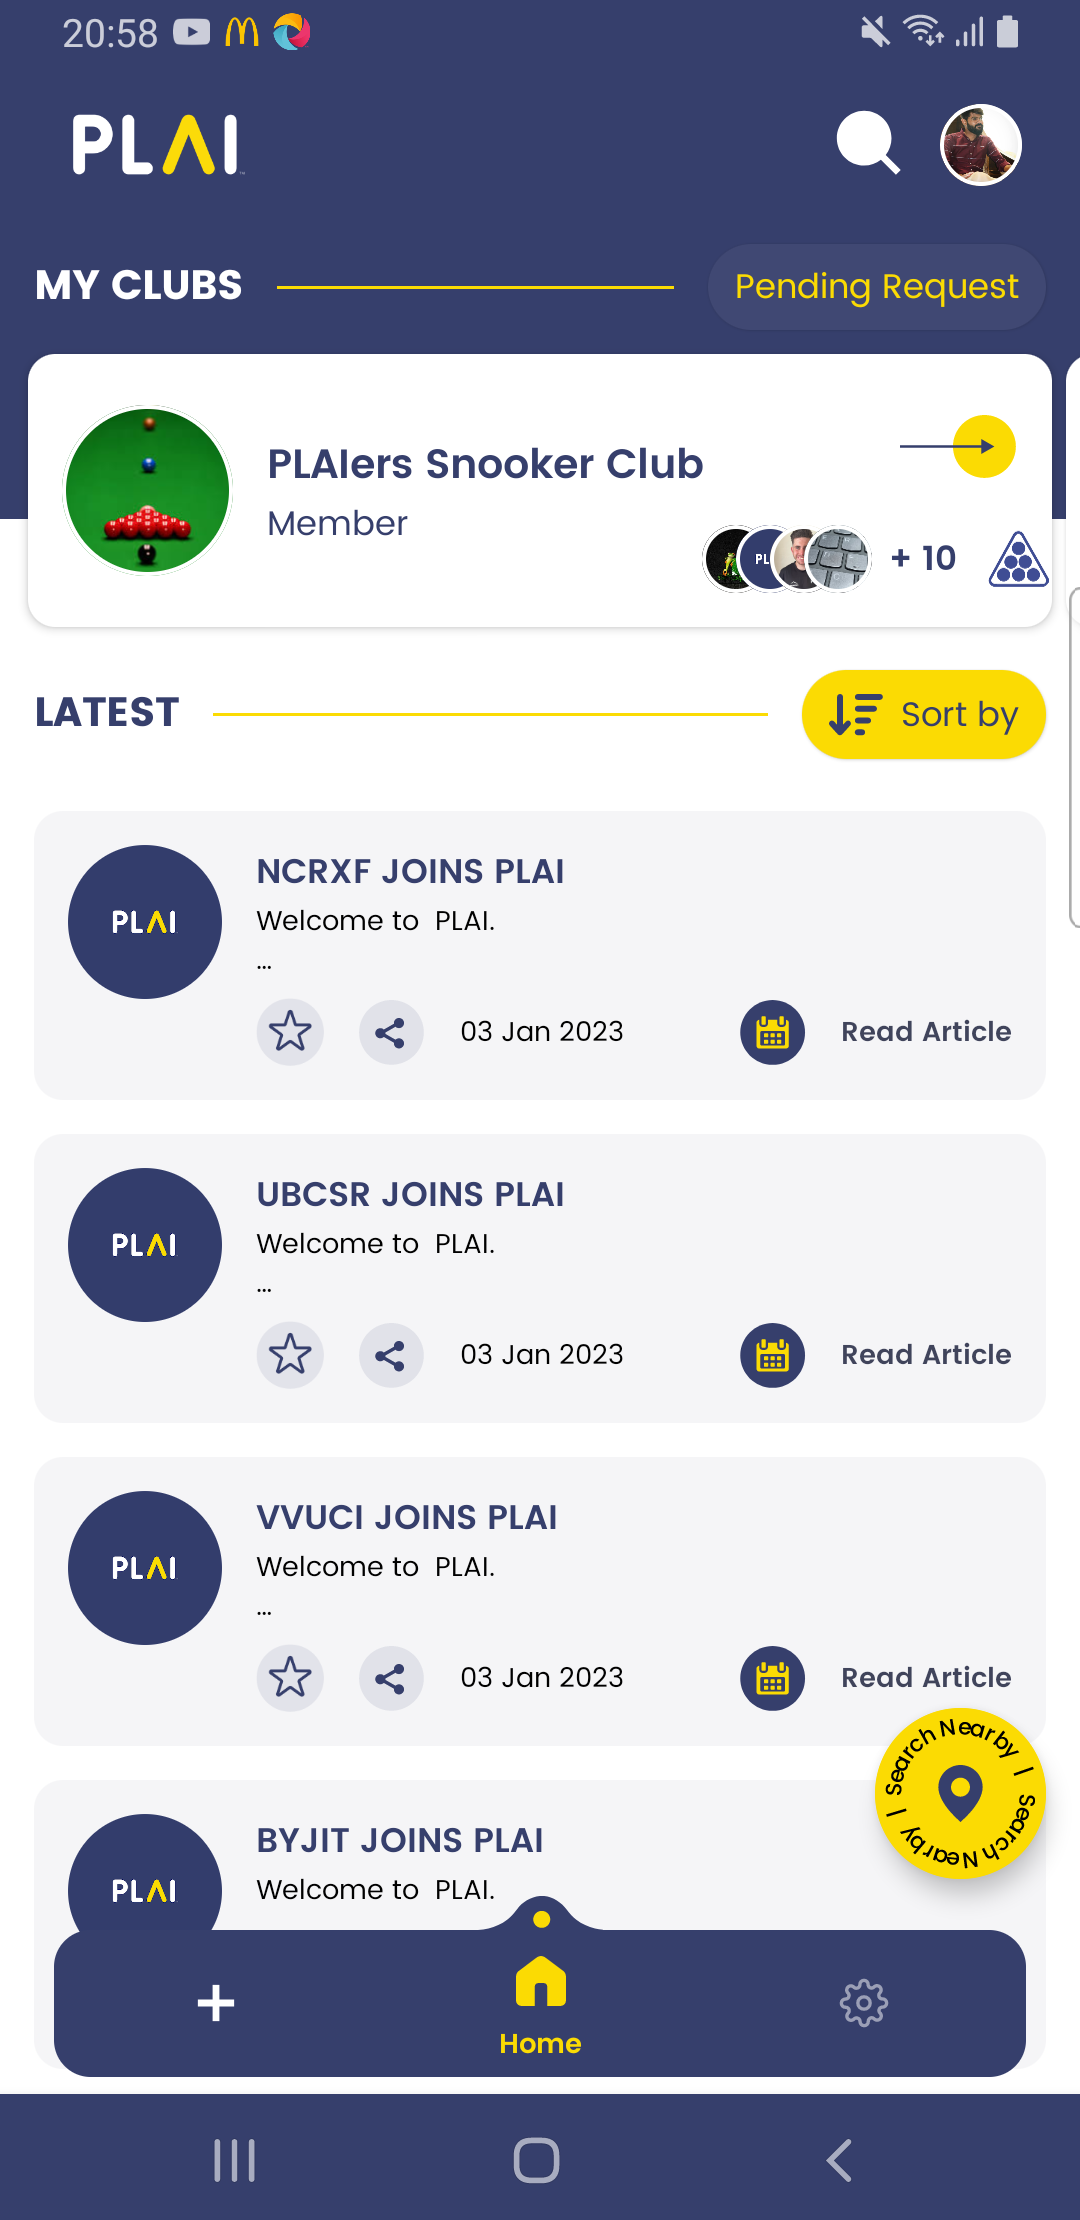 20:58
PLAI
MY CLUBS
Pending Request
PLAIers Snooker Club
Member
PL
+ 10
LATEST
Sort by
PLAI
NCRXF JOINS PLAI
Welcome to  PLAI.
...
03 Jan 2023
Read Article
PLAI
UBCSR JOINS PLAI
Welcome to  PLAI.
...
03 Jan 2023
Read Article
PLAI
VVUCI JOINS PLAI
Welcome to  PLAI.
...
03 Jan 2023
Read Article
Search Nearby | Search Nearby |
PLAI
BYJIT JOINS PLAI
Welcome to  PLAI.
Home